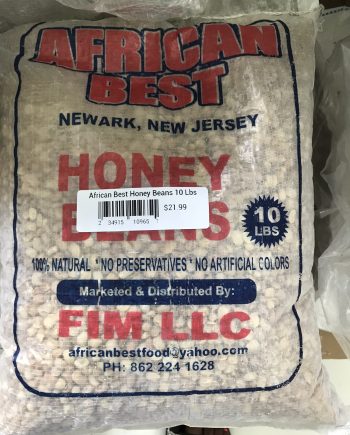 AFRICAN
BEST
NEWARK, NEW JERSEY
HONEY
African Best Honey Beans 10 Lbs
$21.99
BEANS
10
LBS
100% NATURAL * NO PRESERVATIVES * NO ARTIFICIAL COLORS
Marketed & Distributed By:
FIM LLC
africanbestfood@yahoo.com
PH: 862 224 1628